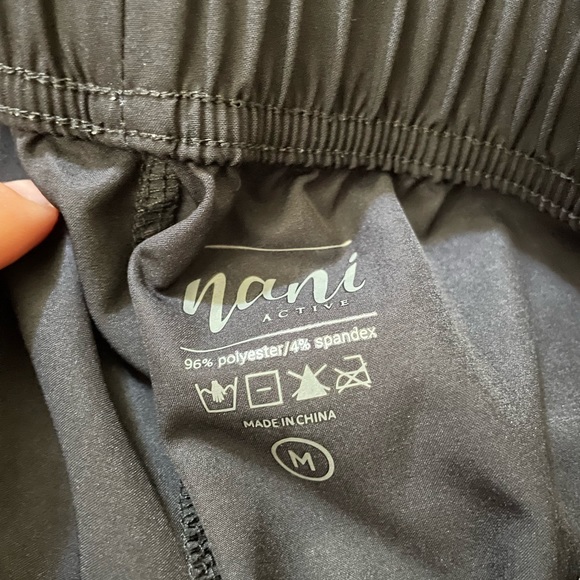 nani
ACTIVE
96% polyester/4% spandex
MADE IN CHINA
M